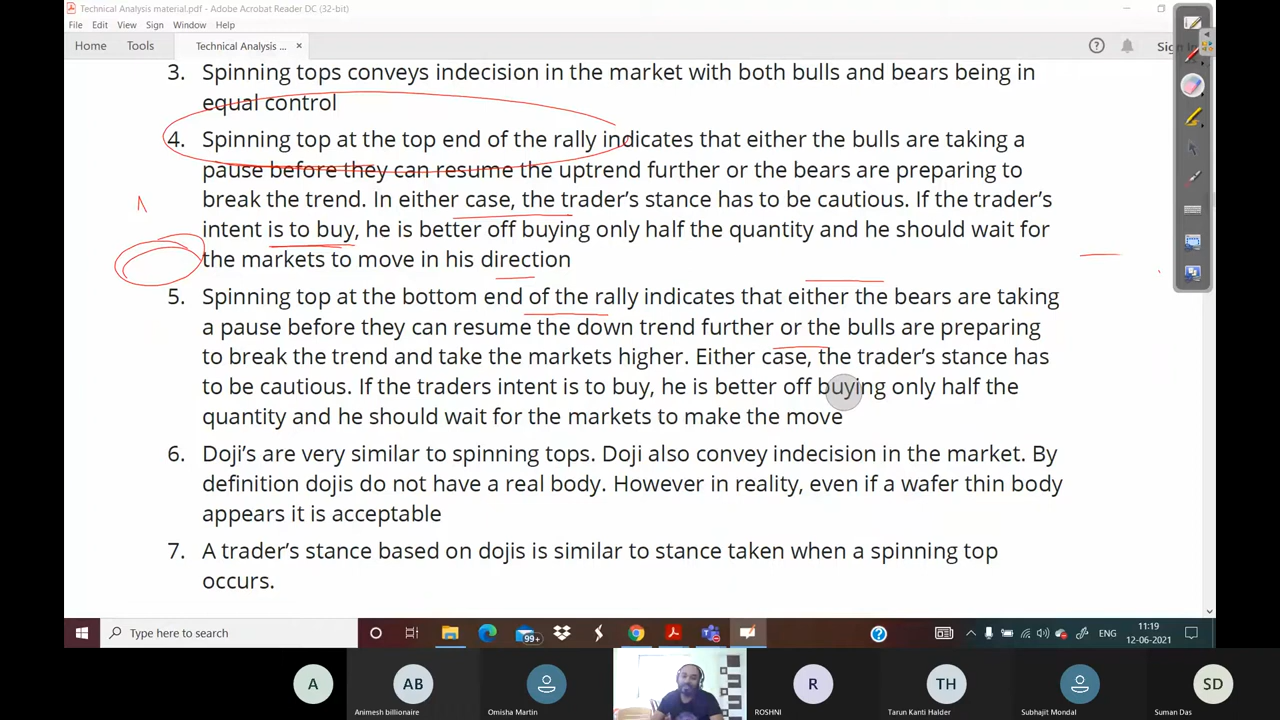 Technical Analysis material.pdf - Adobe Acrobat Reader DC (32-bit)
File Edit View Sign Window Help
Home Tools Technical Analysis ... × ? Sign
3. Spinning tops conveys indecision in the market with both bulls and bears being in
equal control
4. Spinning top at the top end of the rally indicates that either the bulls are taking a
pause before they can resume the uptrend further or the bears are preparing to
break the trend. In either case, the trader's stance has to be cautious. If the trader's
intent is to buy, he is better off buying only half the quantity and he should wait for
the markets to move in his direction
5. Spinning top at the bottom end of the rally indicates that either the bears are taking
a pause before they can resume the down trend further or the bulls are preparing
to break the trend and take the markets higher. Either case, the trader's stance has
to be cautious. If the traders intent is to buy, he is better off buying only half the
quantity and he should wait for the markets to make the move
6. Doji's are very similar to spinning tops. Doji also convey indecision in the market. By
definition dojis do not have a real body. However in reality, even if a wafer thin body
appears it is acceptable
7. A trader's stance based on dojis is similar to stance taken when a spinning top
occurs.
Type here to search 99+ ? ENG 11:19
12-06-2021
A AB R TH SD
Animesh billionaire Omisha Martin ROSHNI Tarun Kanti Halder Subhajit Mondal Suman Das